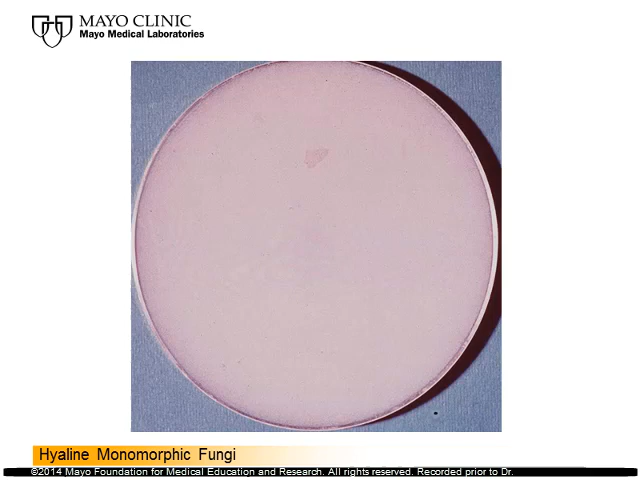 MAYO CLINIC
Mayo Medical Laboratories
Hyaline Monomorphic Fungi
©2014 Mayo Foundation for Medical Education and Research. All rights reserved. Recorded prior to Dr.